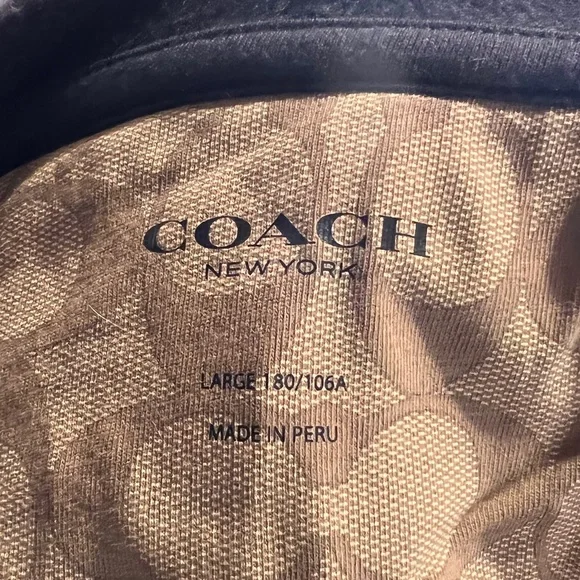 COACH
NEW YORK
LARGE 180/106A
MADE IN PERU